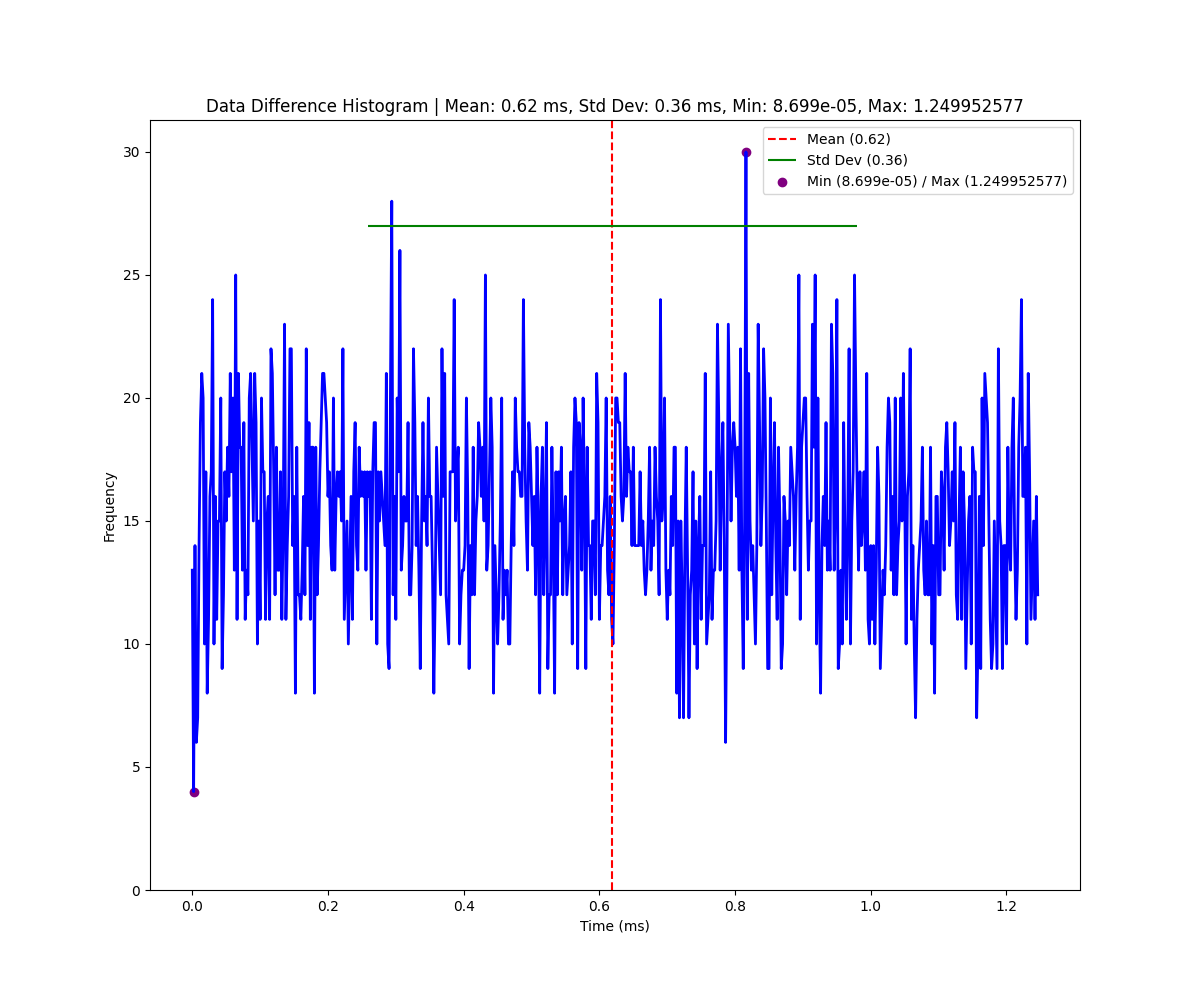 Data Difference Histogram | Mean: 0.62 ms, Std Dev: 0.36 ms, Min: 8.699e-05, Max: 1.249952577
Mean (0.62)
Std Dev (0.36)
Min (8.699e-05) / Max (1.249952577)
Frequency
30
25
20
15
10
5
0
0.0 0.2 0.4 0.6 0.8 1.0 1.2
Time (ms)